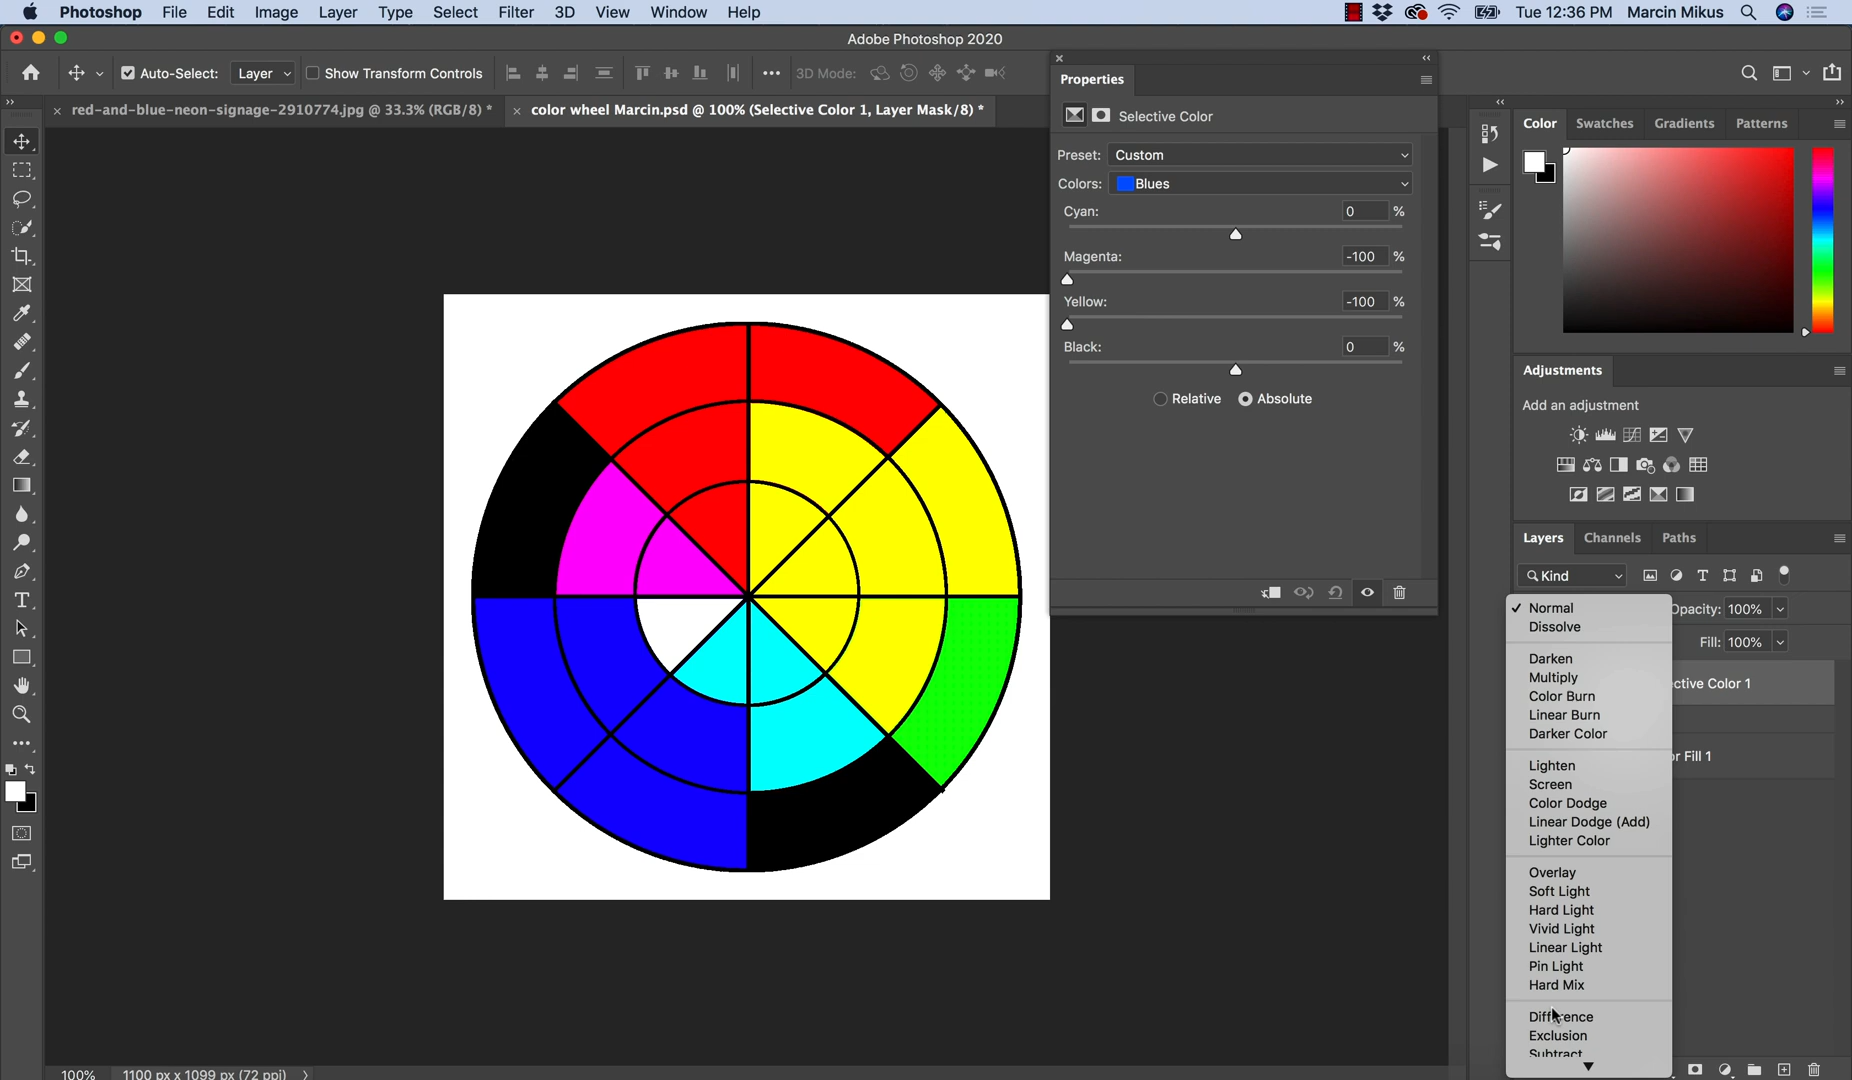 Photoshop File Edit Image Layer Type Select Filter 3D View Window Help Tue 12:36 PM Marcin Mikus
Adobe Photoshop 2020
Auto-Select: Layer Show Transform Controls 3D Mode:
× red-and-blue-neon-signage-2910774.jpg @ 33.3% (RGB/8) * × color wheel Marcin.psd @ 100% (Selective Color 1, Layer Mask/8) *
Properties
Selective Color
Preset: Custom
Colors: Blues
Cyan: 0 %
Magenta: -100 %
Yellow: -100 %
Black: 0 %
Relative Absolute
Color Swatches Gradients Patterns
Adjustments
Add an adjustment
Layers Channels Paths
Kind
Opacity: 100%
Fill: 100%
ctive Color 1
or Fill 1
Normal
Dissolve
Darken
Multiply
Color Burn
Linear Burn
Darker Color
Lighten
Screen
Color Dodge
Linear Dodge (Add)
Lighter Color
Overlay
Soft Light
Hard Light
Vivid Light
Linear Light
Pin Light
Hard Mix
Difference
Exclusion
Subtract
100% 1100 px x 1099 px (72 ppi)